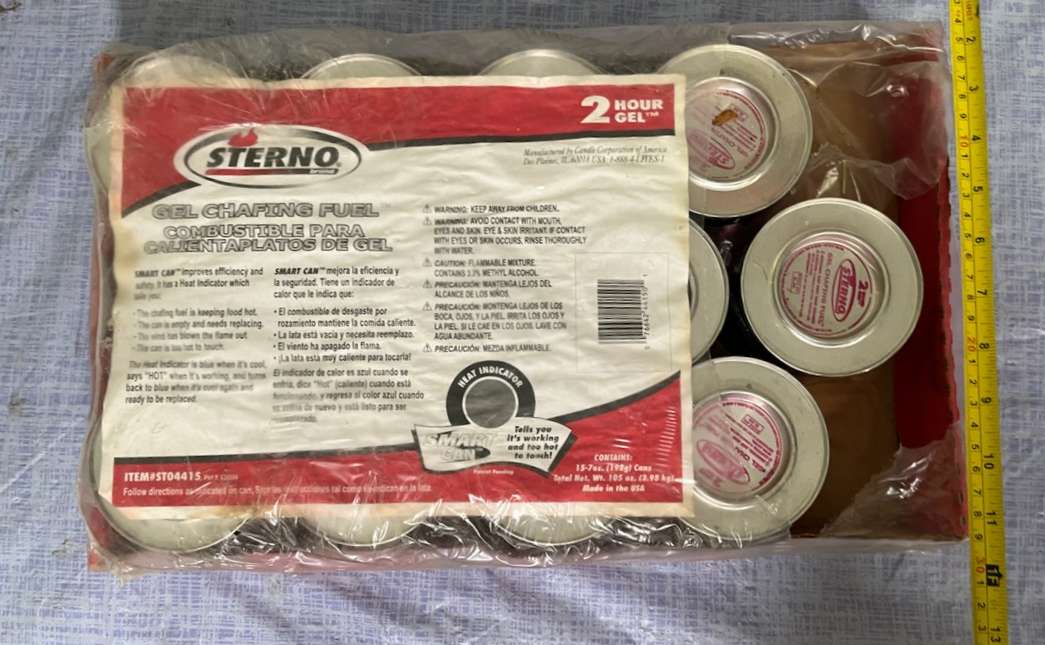 2 HOUR
GEL™
STERNO
brand
Manufactured by Candle Corporation of America
Des Plaines, IL 60018 USA
GEL CHAFING FUEL
COMBUSTIBLE PARA
CALIENTAPLATOS DE GEL
SMART CAN™ improves efficiency and
safety. It has a Heat Indicator which
tells you:
- The chafing fuel is keeping food hot.
- The can is empty and needs replacing.
- The wind has blown the flame out.
- The can is too hot to touch.
The Heat Indicator is blue when it's cool,
says "HOT" when it's working, and turns
back to blue when it's cool again and
ready to be replaced.
SMART CAN™ mejora la eficiencia y
la seguridad. Tiene un indicador de
calor que le indica que:
• El combustible de desgaste por
rozamiento mantiene la comida caliente.
• La lata está vacía y necesita reemplazo.
• El viento ha apagado la flama.
• ¡La lata esta muy caliente para tocarla!
El indicador de calor es azul cuando se
enfria, dice "Hot" (caliente) cuando está
funcionando, y regresa al color azul cuando
se enfria de nuevo y está listo para ser
⚠ WARNING: KEEP AWAY FROM CHILDREN.
⚠ WARNING: AVOID CONTACT WITH MOUTH,
EYES AND SKIN. EYE & SKIN IRRITANT. IF CONTACT
WITH EYES OR SKIN OCCURS, RINSE THOROUGHLY
WITH WATER.
⚠ CAUTION: FLAMMABLE MIXTURE.
CONTAINS 3.3% METHYL ALCOHOL.
⚠ PRECAUCIÓN: MANTENGA LEJOS DEL
ALCANCE DE LOS NIÑOS.
⚠ PRECAUCIÓN: MONTENGA LEJOS DE LOS
BOCA, OJOS, Y LA PIEL. IRRITA LOS OJOS Y
LA PIEL. SI LE CAE EN LOS OJOS, LAVE CON
AGUA ABUNDANTE.
⚠ PRECAUCIÓN: MEZDA INFLAMMABLE.
HEAT INDICATOR
SMART
CAN
Tells you
it's working
and too hot
to touch!
Patent Pending
ITEM#ST04415
Follow directions as indicated on can.
CONTAINS:
15-7oz. (198g) Cans
Total Net. Wt. 105 oz. (2.98 kg)
Made in the USA
STERNO
GEL CHAFING FUEL